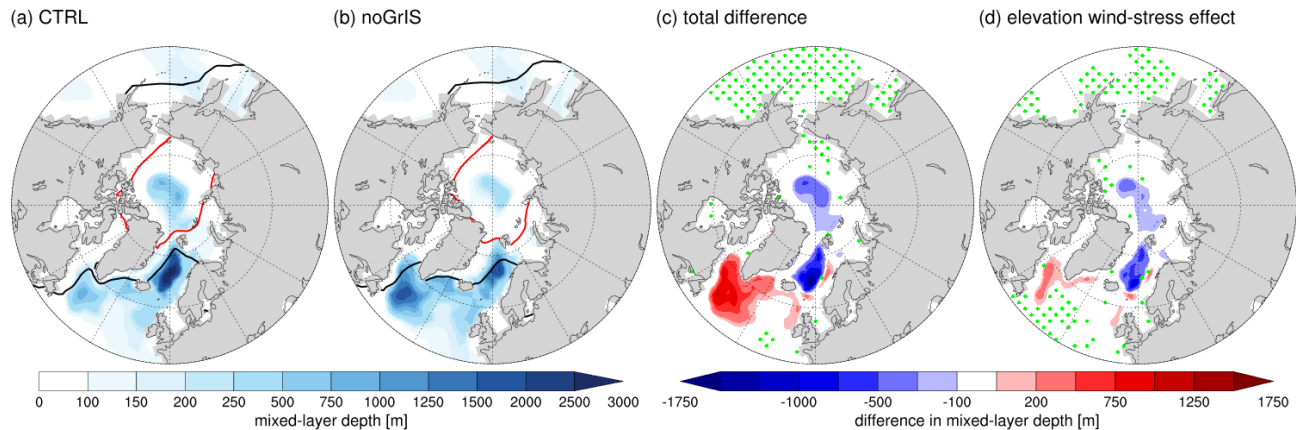 (a) CTRL
(b) noGrIS
(c) total difference
(d) elevation wind-stress effect
0 100 150 200 250 500 750 1000 1250 1500 2000 2500 3000
mixed-layer depth [m]
-1750 -1000 -500 -100 200 750 1250 1750
difference in mixed-layer depth [m]